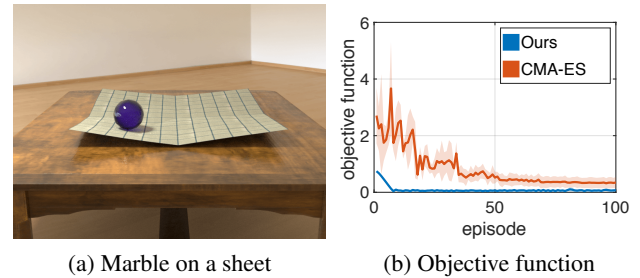 (a) Marble on a sheet
Ours
CMA-ES
objective function
6
4
2
0
0
50
100
episode
(b) Objective function